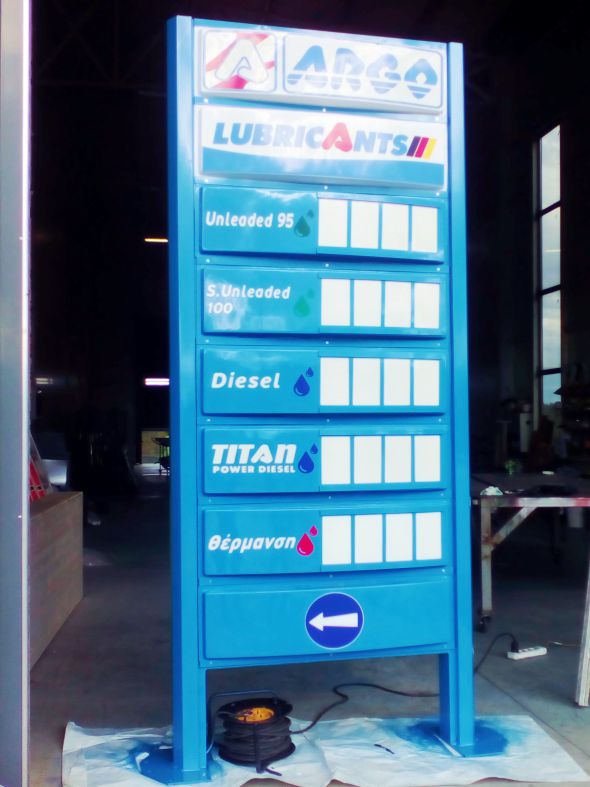 A ARGO
LUBRICANTS
Unleaded 95
S.Unleaded
100
Diesel
TITAN
POWER DIESEL
θέρμανση